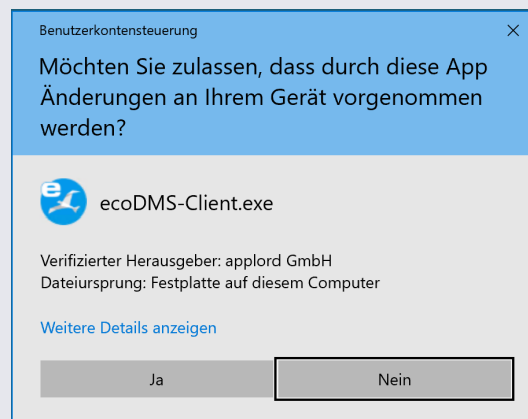 Benutzerkontensteuerung
Möchten Sie zulassen, dass durch diese App
Änderungen an Ihrem Gerät vorgenommen
werden?
e
ecoDMS-Client.exe
Verifizierter Herausgeber: applord GmbH
Dateiursprung: Festplatte auf diesem Computer
Weitere Details anzeigen
Ja
Nein